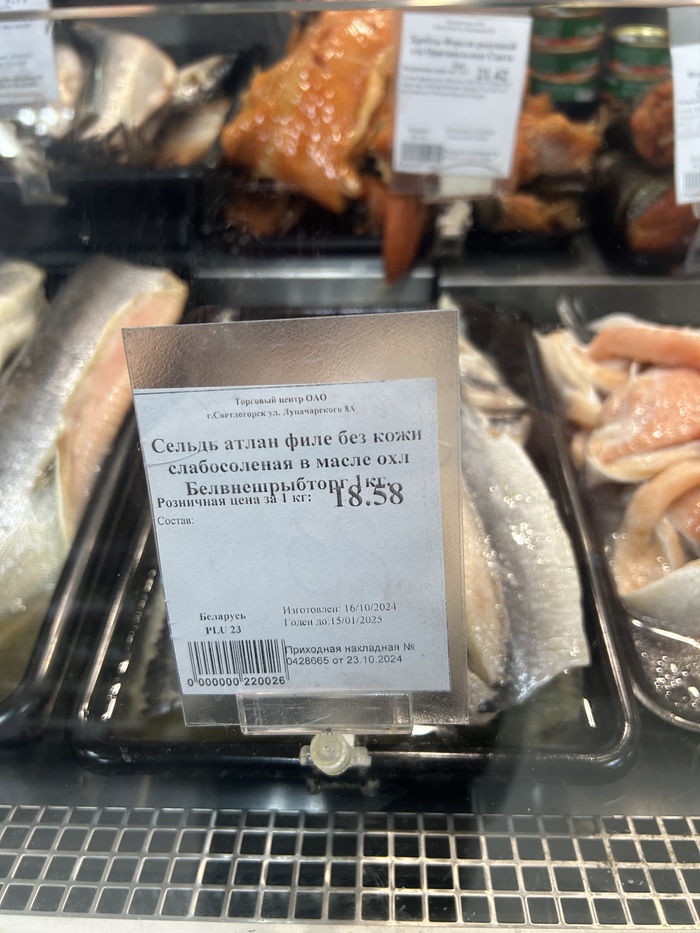 Торговый центр ОАО
г.Светлогорск ул. Луначарского 8А
Сельдь атлан филе без кожи
слабосоленая в масле охл
Белвнешрыбторг 1кг
Розничная цена за 1 кг: 18.58
Состав:
Беларусь
PLU 23
Изготовлен: 16/10/2024
Годен до:15/01/2025
Приходная накладная №
0428665 от 23.10.2024
0 000000 220026